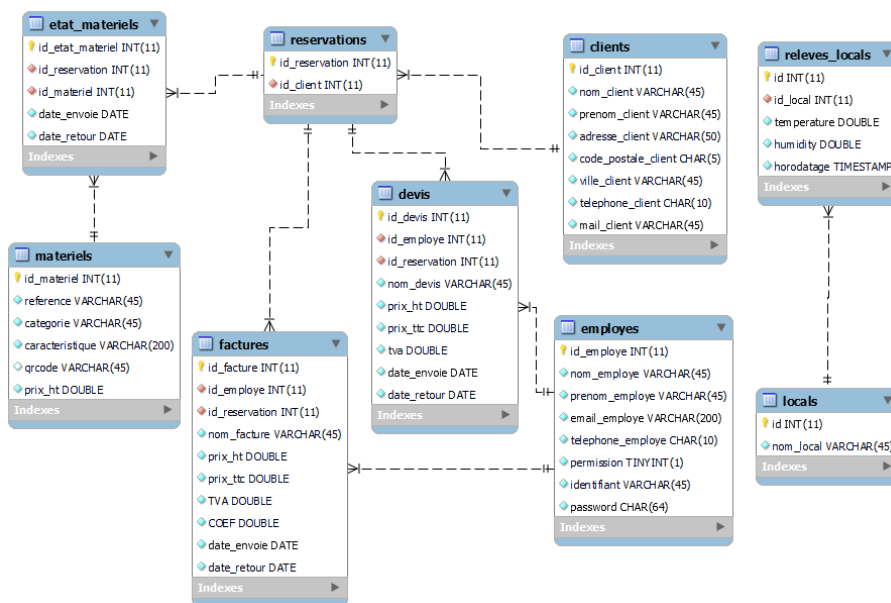 etat_materiels
id_etat_materiel INT(11)
id_reservation INT(11)
id_materiel INT(11)
date_envoie DATE
date_retour DATE
Indexes
reservations
id_reservation INT(11)
id_client INT(11)
clients
id_client INT(11)
nom_client VARCHAR(45)
prenom_client VARCHAR(45)
adresse_client VARCHAR(50)
code_postale_client CHAR(5)
ville_client VARCHAR(45)
telephone_client CHAR(10)
mail_client VARCHAR(45)
Indexes
releves_locals
id INT(11)
id_local INT(11)
temperature DOUBLE
humidity DOUBLE
horodatage TIMESTAMP
Indexes
materiels
id_materiel INT(11)
reference VARCHAR(45)
categorie VARCHAR(45)
caracteristique VARCHAR(200)
qrcode VARCHAR(45)
prix_ht DOUBLE
Indexes
devis
id_devis INT(11)
id_employe INT(11)
id_reservation INT(11)
nom_devis VARCHAR(45)
prix_ht DOUBLE
prix_ttc DOUBLE
tva DOUBLE
date_envoie DATE
date_retour DATE
Indexes
factures
id_facture INT(11)
id_employe INT(11)
id_reservation INT(11)
nom_facture VARCHAR(45)
prix_ht DOUBLE
prix_ttc DOUBLE
TVA DOUBLE
COEF DOUBLE
date_envoie DATE
date_retour DATE
Indexes
employes
id_employe INT(11)
nom_employe VARCHAR(45)
prenom_employe VARCHAR(45)
email_employe VARCHAR(200)
telephone_employe CHAR(10)
permission TINYINT(1)
identifiant VARCHAR(45)
password CHAR(64)
Indexes
locals
id INT(11)
nom_local VARCHAR(45)
Indexes